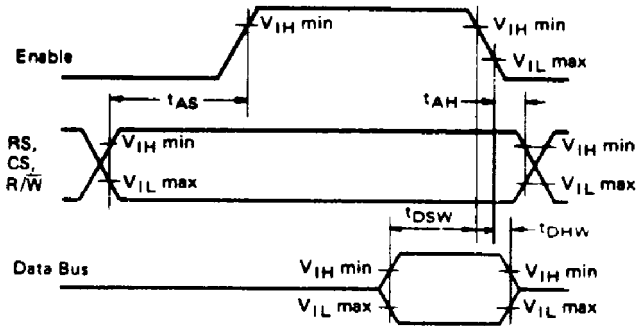 VIH min
VIH min
Enable
VIL max
tAS
tAH
RS,
CS,
R/W̅
VIH min
VIH min
VIL max
VIL max
tDSW
tDHW
Data Bus
VIH min
VIH min
VIL max
VIL max